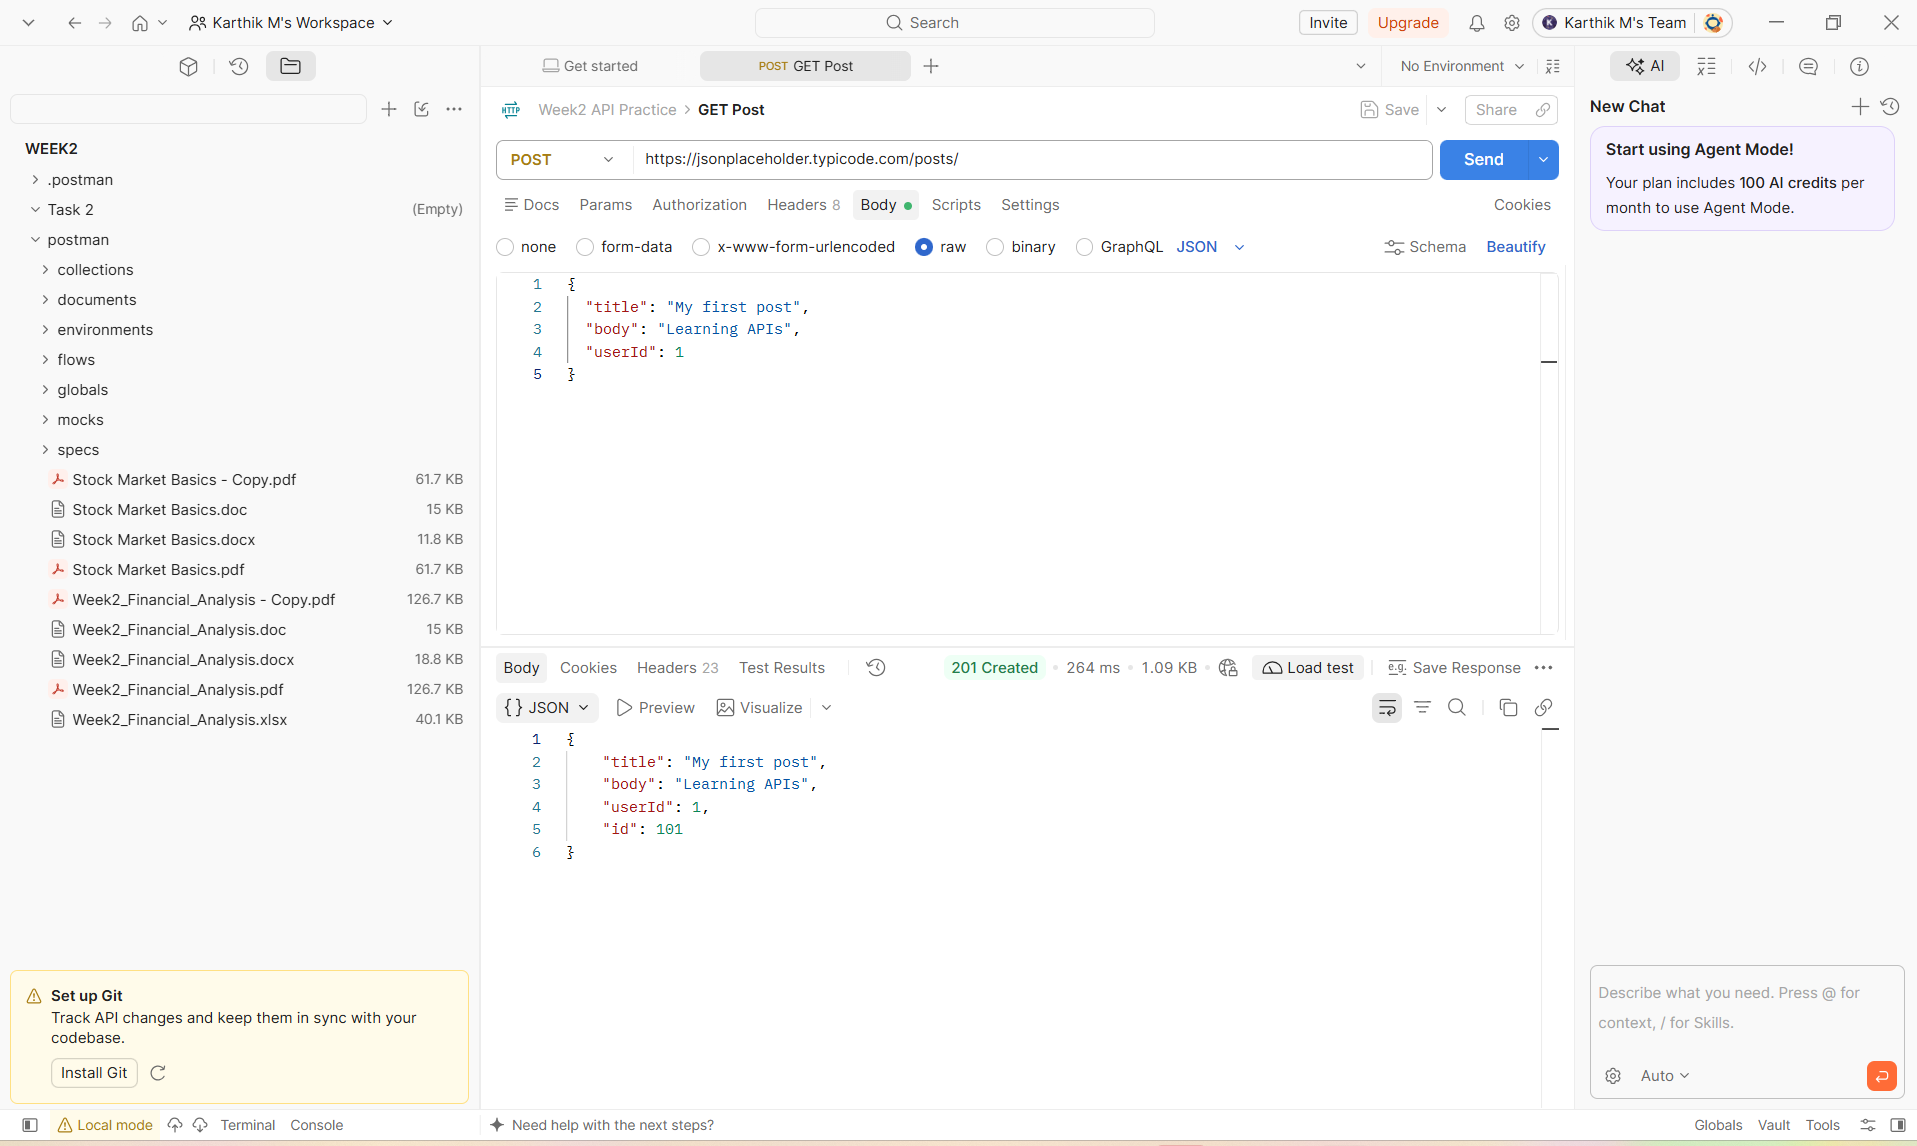 Karthik M's Workspace
Search
Invite
Upgrade
K
Karthik M's Team
Get started
POST GET Post
No Environment
AI
HTTP
Week2 API Practice > GET Post
Save
Share
New Chat
WEEK2
.postman
Task 2 (Empty)
postman
collections
documents
environments
flows
globals
mocks
specs
Stock Market Basics - Copy.pdf 61.7 KB
Stock Market Basics.doc 15 KB
Stock Market Basics.docx 11.8 KB
Stock Market Basics.pdf 61.7 KB
Week2_Financial_Analysis - Copy.pdf 126.7 KB
Week2_Financial_Analysis.doc 15 KB
Week2_Financial_Analysis.docx 18.8 KB
Week2_Financial_Analysis.pdf 126.7 KB
Week2_Financial_Analysis.xlsx 40.1 KB
Set up Git
Track API changes and keep them in sync with your
codebase.
Install Git
POST
https://jsonplaceholder.typicode.com/posts/
Send
Docs Params Authorization Headers 8 Body Scripts Settings Cookies
none form-data x-www-form-urlencoded raw binary GraphQL JSON Schema Beautify
1 {
2 "title": "My first post",
3 "body": "Learning APIs",
4 "userId": 1
5 }
Body Cookies Headers 23 Test Results 201 Created 264 ms 1.09 KB Load test e.g. Save Response
{} JSON Preview Visualize
1 {
2 "title": "My first post",
3 "body": "Learning APIs",
4 "userId": 1,
5 "id": 101
6 }
Start using Agent Mode!
Your plan includes 100 AI credits per
month to use Agent Mode.
Describe what you need. Press @ for
context, / for Skills.
Auto
Local mode
Terminal
Console
Need help with the next steps?
Globals
Vault
Tools